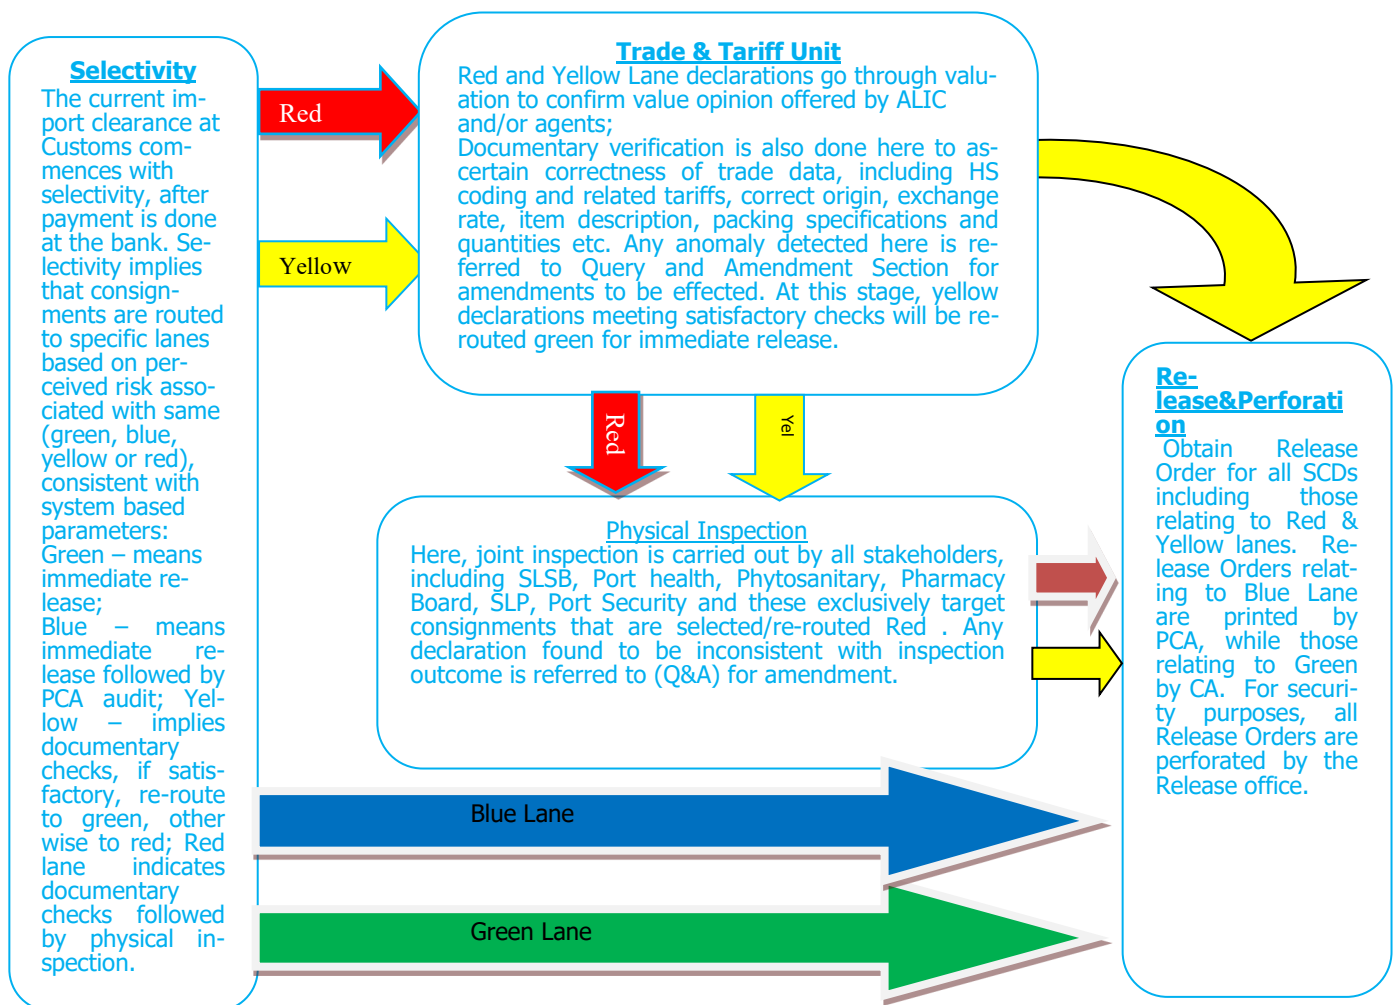 Selectivity
The current im-
port clearance at
Customs com-
mences with
selectivity, after
payment is done
at the bank. Se-
lectivity implies
that consign-
ments are routed
to specific lanes
based on per-
ceived risk asso-
ciated with same
(green, blue,
yellow or red),
consistent with
system based
parameters:
Green – means
immediate re-
lease;
Blue – means
immediate re-
lease followed by
PCA audit; Yel-
low – implies
documentary
checks, if satis-
factory, re-route
to green, other
wise to red; Red
lane indicates
documentary
checks followed
by physical in-
spection.
Red
Yellow
Trade & Tariff Unit
Red and Yellow Lane declarations go through valu-
ation to confirm value opinion offered by ALIC
and/or agents;
Documentary verification is also done here to as-
certain correctness of trade data, including HS
coding and related tariffs, correct origin, exchange
rate, item description, packing specifications and
quantities etc. Any anomaly detected here is re-
ferred to Query and Amendment Section for
amendments to be effected. At this stage, yellow
declarations meeting satisfactory checks will be re-
routed green for immediate release.
Red
Yel
Physical Inspection
Here, joint inspection is carried out by all stakeholders,
including SLSB, Port health, Phytosanitary, Pharmacy
Board, SLP, Port Security and these exclusively target
consignments that are selected/re-routed Red . Any
declaration found to be inconsistent with inspection
outcome is referred to (Q&A) for amendment.
Blue Lane
Green Lane
Re-
lease&Perforati
on
Obtain Release
Order for all SCDs
including those
relating to Red &
Yellow lanes. Re-
lease Orders relat-
ing to Blue Lane
are printed by
PCA, while those
relating to Green
by CA. For securi-
ty purposes, all
Release Orders are
perforated by the
Release office.